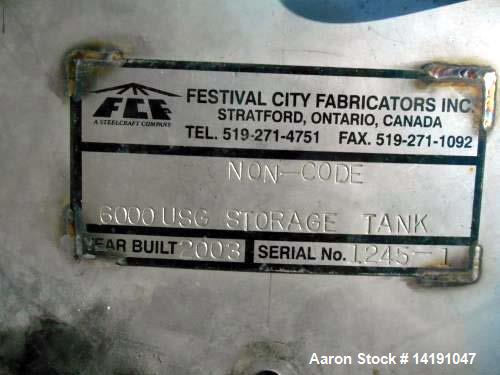 FCF
A STEELCRAFT COMPANY
FESTIVAL CITY FABRICATORS INC.
STRATFORD, ONTARIO, CANADA
TEL. 519-271-4751 FAX. 519-271-1092
NON-CODE
6000 USG STORAGE TANK
YEAR BUILT 2003 SERIAL No. 1245-1
Aaron Stock # 14191047